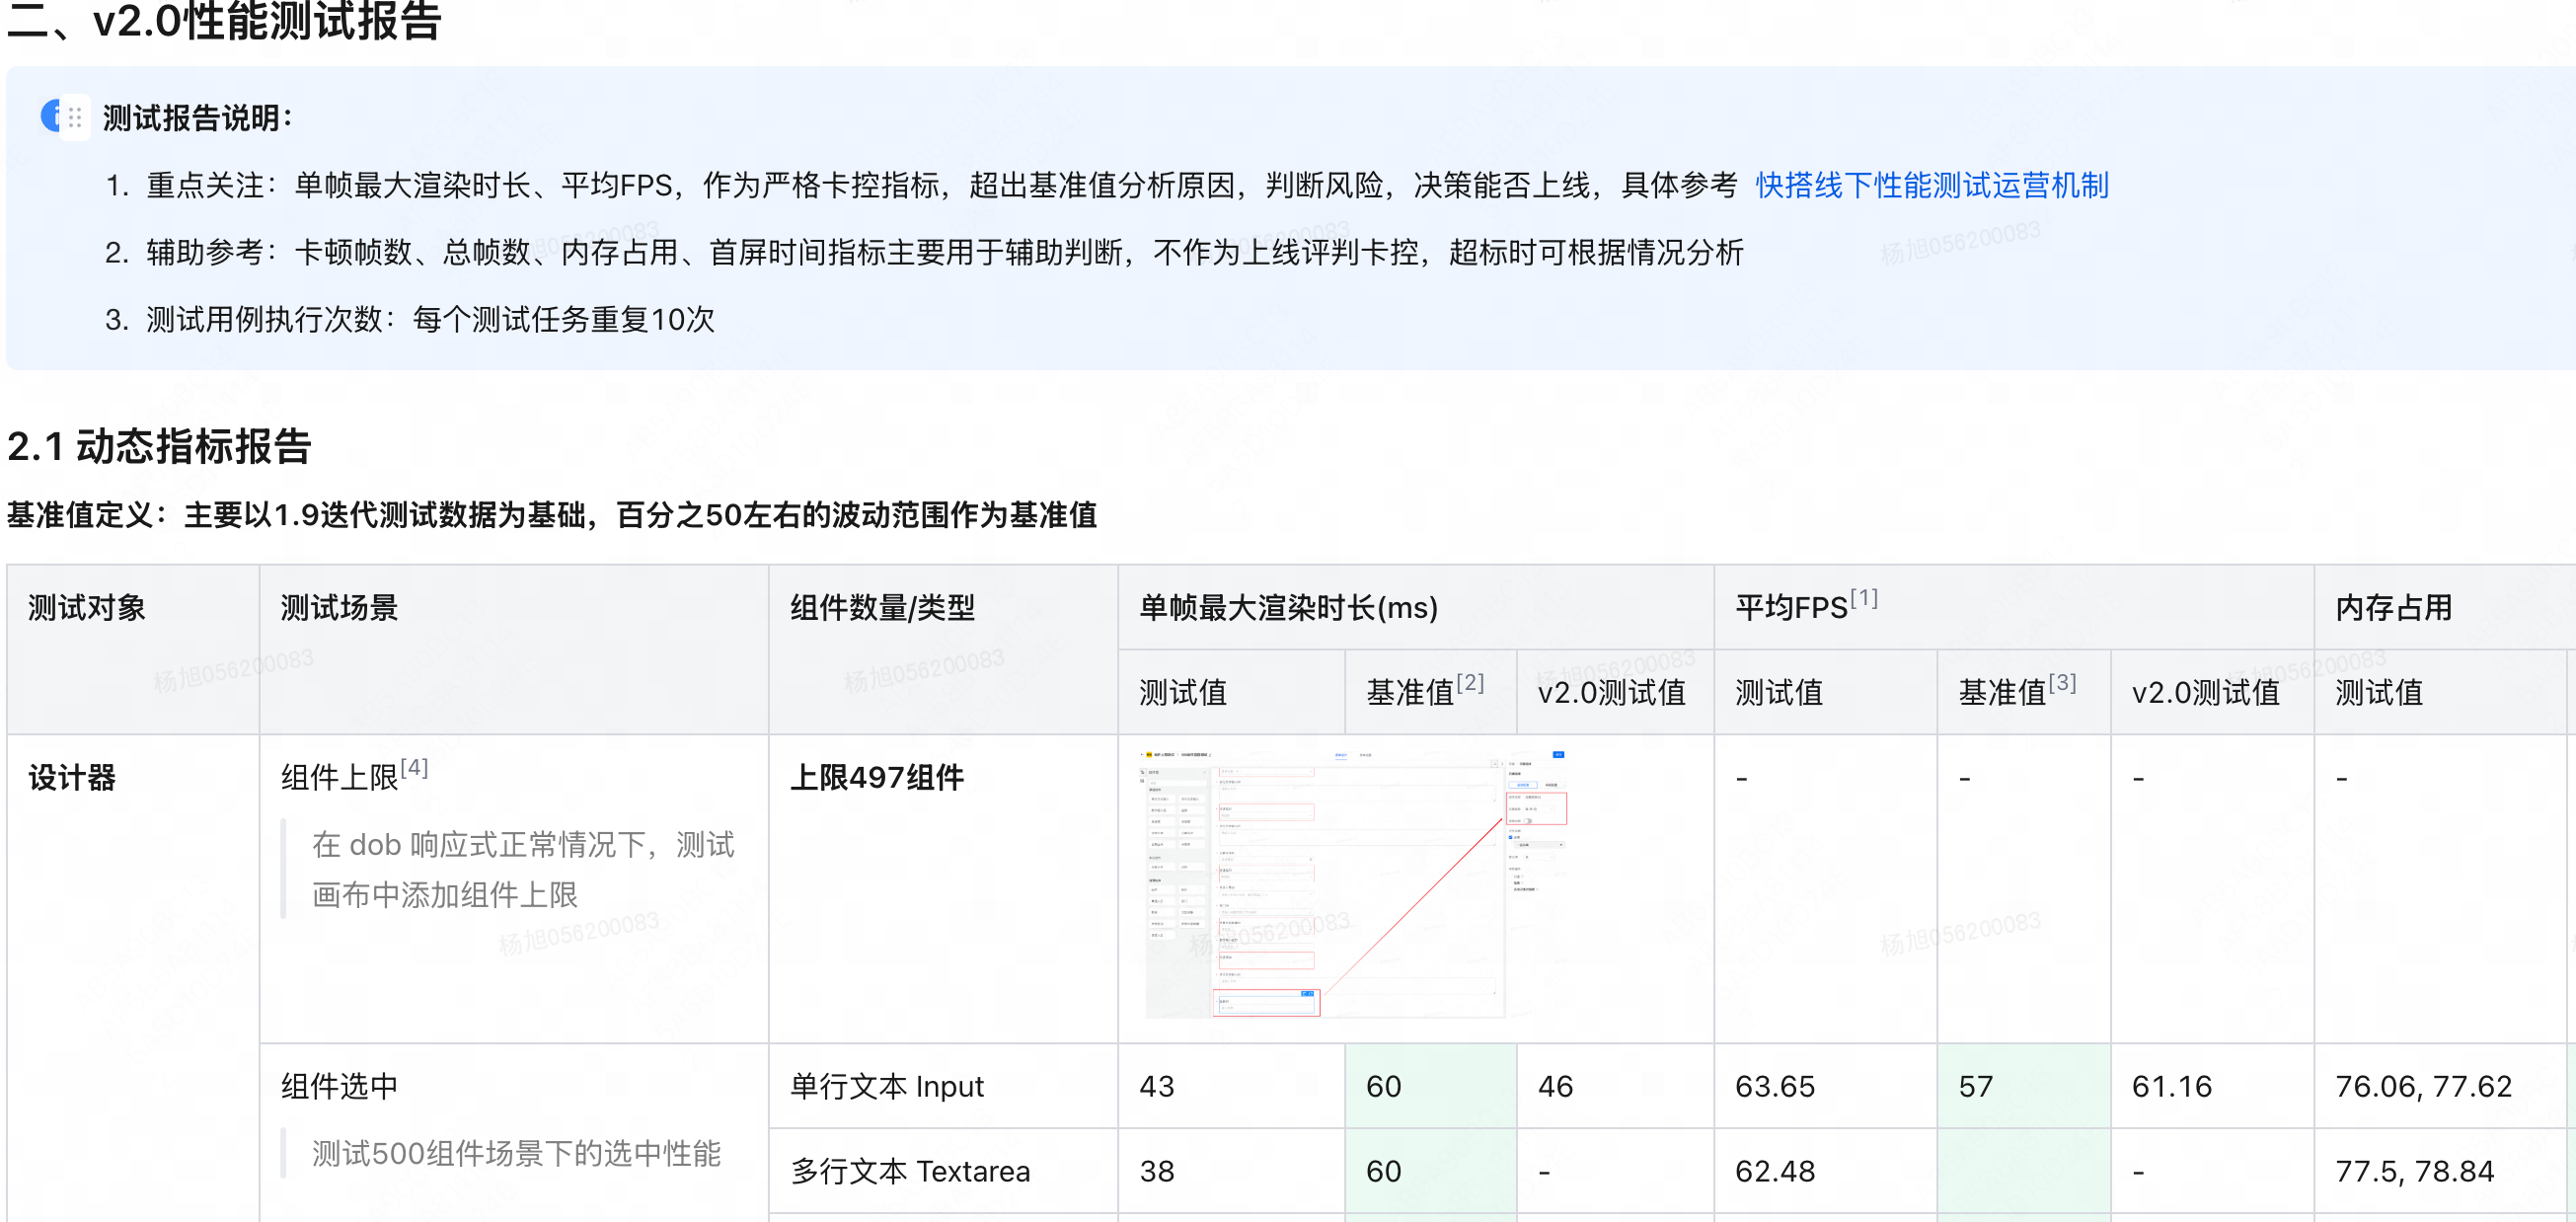 二、v2.0性能测试报告
测试报告说明：
1. 重点关注：单帧最大渲染时长、平均FPS，作为严格卡控指标，超出基准值分析原因，判断风险，决策能否上线，具体参考 快搭线下性能测试运营机制
2. 辅助参考：卡顿帧数、总帧数、内存占用、首屏时间指标主要用于辅助判断，不作为上线评判卡控，超标时可根据情况分析
3. 测试用例执行次数：每个测试任务重复10次
2.1 动态指标报告
基准值定义：主要以1.9迭代测试数据为基础，百分之50左右的波动范围作为基准值
测试对象 测试场景 组件数量/类型 单帧最大渲染时长(ms) 平均FPS[1] 内存占用
测试值 基准值[2] v2.0测试值 测试值 基准值[3] v2.0测试值 测试值
设计器 组件上限[4] 上限497组件 - - - -
在 dob 响应式正常情况下，测试
画布中添加组件上限
组件选中 单行文本 Input 43 60 46 63.65 57 61.16 76.06, 77.62
测试500组件场景下的选中性能
多行文本 Textarea 38 60 - 62.48 - 77.5, 78.84
杨旭056200083